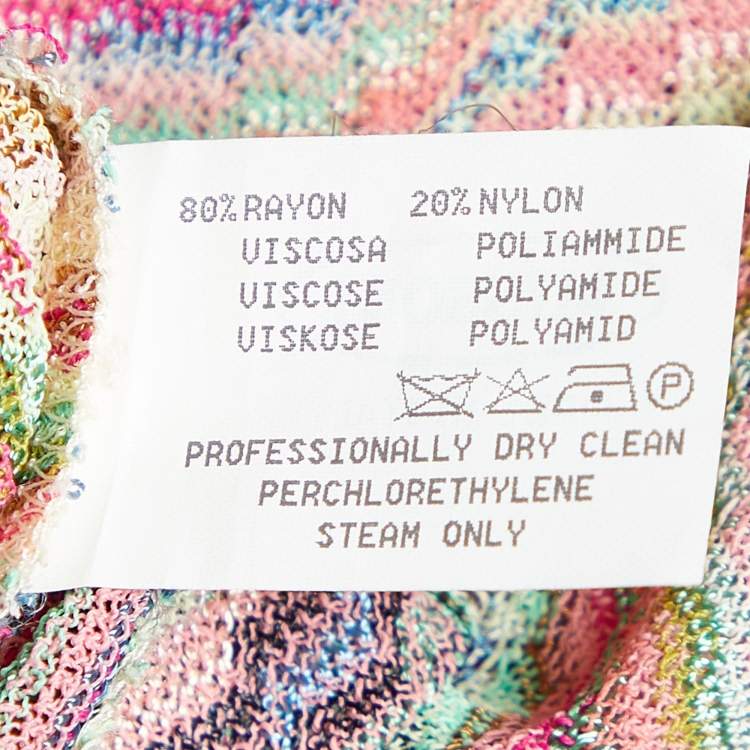 80% RAYON 20% NYLON
VISCOSA POLIAMMIDE
VISCOSE POLYAMIDE
VISKOSE POLYAMID
P
PROFESSIONALLY DRY CLEAN
PERCHLORETHYLENE
STEAM ONLY